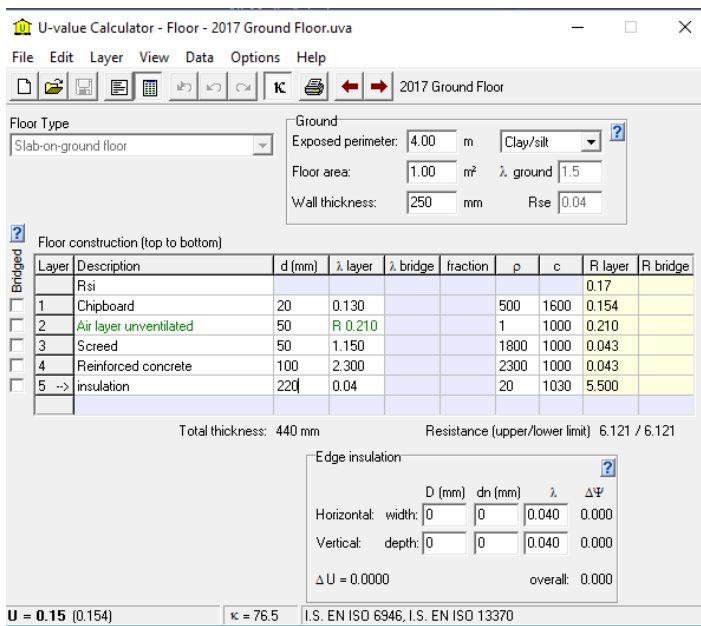 U-value Calculator - Floor - 2017 Ground Floor.uva
File Edit Layer View Data Options Help
κ 2017 Ground Floor
Floor Type
Slab-on-ground floor
Ground
Exposed perimeter: 4.00 m Clay/silt ?
Floor area: 1.00 m² λ ground 1.5
Wall thickness: 250 mm Rse 0.04
?
Bridged
Floor construction (top to bottom)
Layer Description d (mm) λ layer λ bridge fraction ρ c R layer R bridge
Rsi 0.17
1 Chipboard 20 0.130 500 1600 0.154
2 Air layer unventilated 50 R 0.210 1 1000 0.210
3 Screed 50 1.150 1800 1000 0.043
4 Reinforced concrete 100 2.300 2300 1000 0.043
5 --> insulation 220 0.04 20 1030 5.500
Total thickness: 440 mm Resistance (upper/lower limit) 6.121 / 6.121
Edge insulation
?
D (mm) dn (mm) λ ΔΨ
Horizontal: width: 0 0 0.040 0.000
Vertical: depth: 0 0 0.040 0.000
Δ U = 0.0000 overall: 0.000
U = 0.15 (0.154) κ = 76.5 I.S. EN ISO 6946, I.S. EN ISO 13370